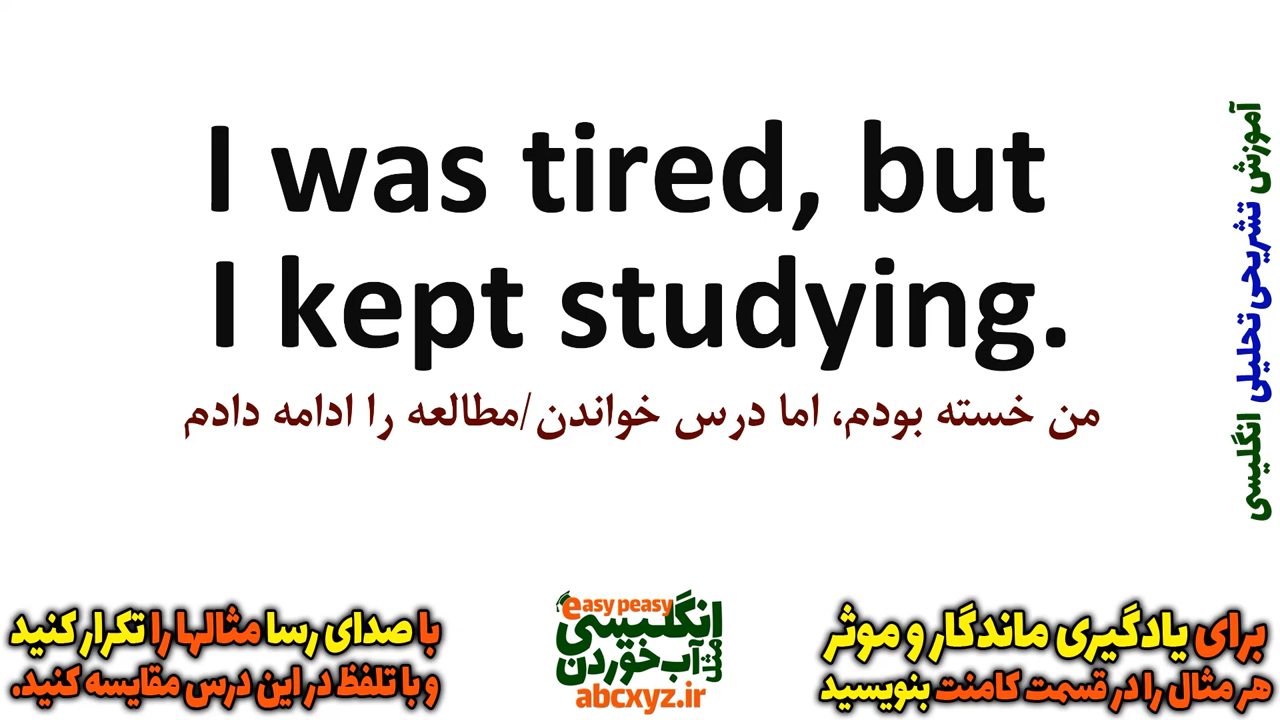 I was tired, but
I kept studying.
من خسته بودم، اما درس خواندن/مطالعه را ادامه دادم
آموزش تشریحی تحلیلی انگلیسی
برای یادگیری ماندگار و موثر
هر مثال را در قسمت کامنت بنویسید
easy peasy
انگلیسی
مثل آب خوردن
abcxyz.ir
با صدای رسا مثالها را تکرار کنید
و با تلفظ در این درس مقایسه کنید.